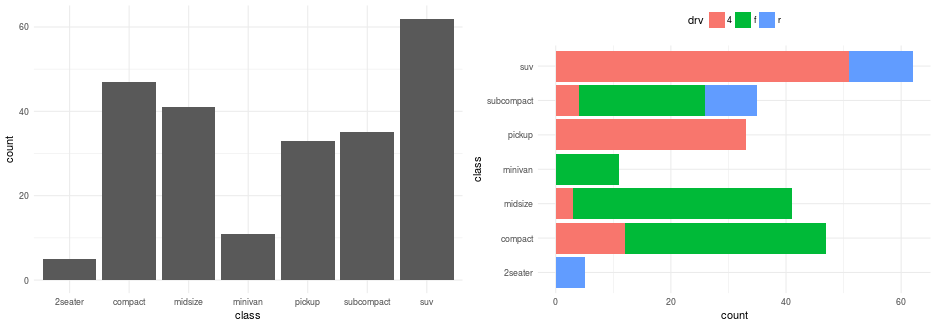 60
40
20
0
count
2seater compact midsize minivan pickup subcompact suv
class
drv 4 f r
suv
subcompact
pickup
minivan
midsize
compact
2seater
class
0 20 40 60
count